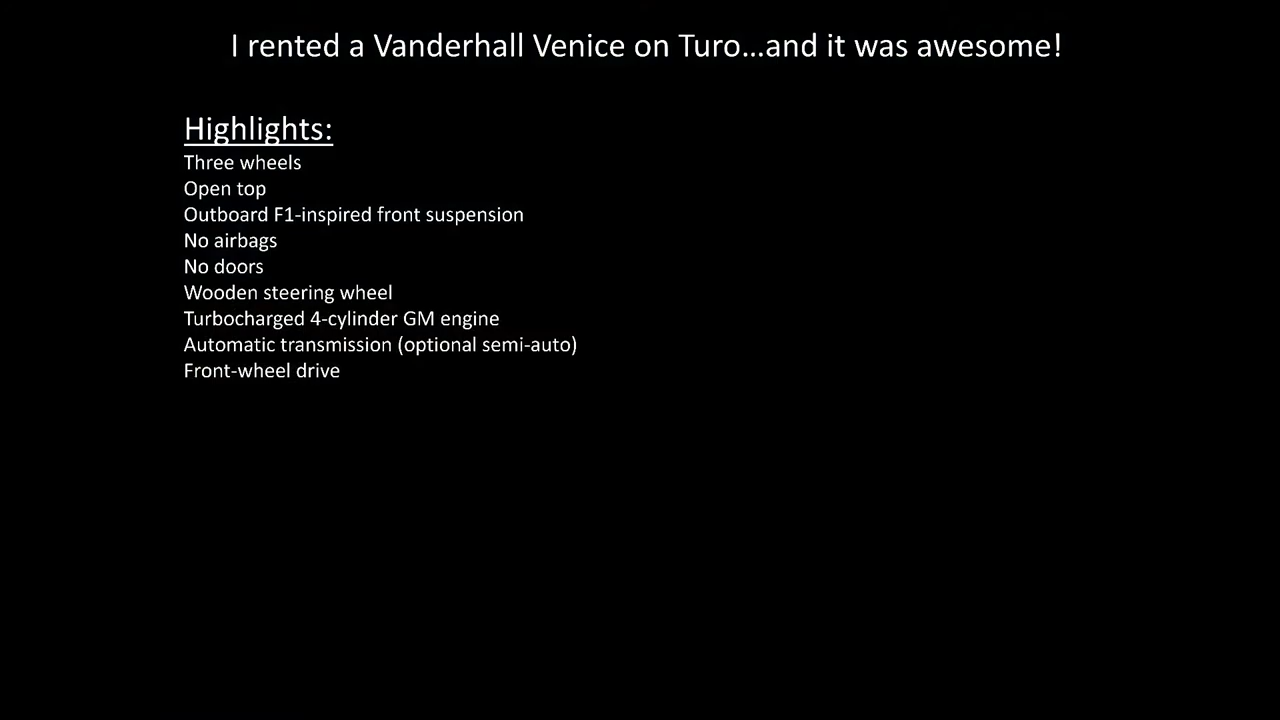 I rented a Vanderhall Venice on Turo...and it was awesome!
Highlights:
Three wheels
Open top
Outboard F1-inspired front suspension
No airbags
No doors
Wooden steering wheel
Turbocharged 4-cylinder GM engine
Automatic transmission (optional semi-auto)
Front-wheel drive